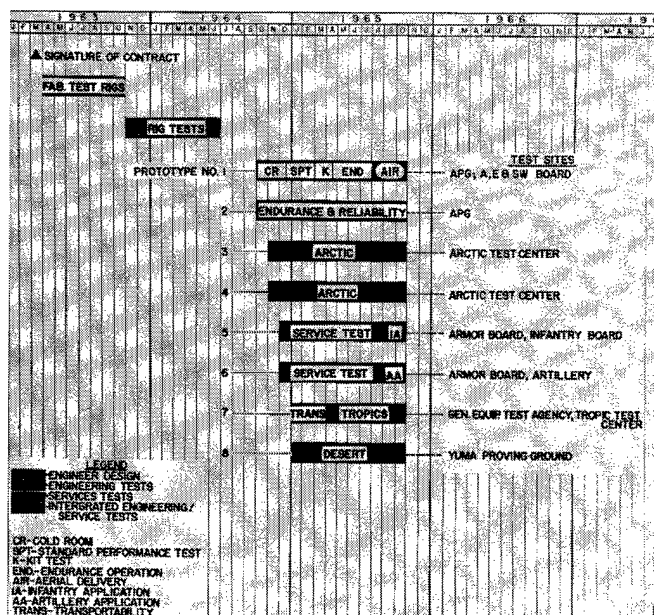 1963 1964 1965 1966
▲ SIGNATURE OF CONTRACT
FAB. TEST RIGS
RIG TESTS
TEST SITES
PROTOTYPE NO. 1 CR SPT K END AIR APG, A,E & SW BOARD
2 ENDURANCE & RELIABILITY APG
3 ARCTIC ARCTIC TEST CENTER
4 ARCTIC ARCTIC TEST CENTER
5 SERVICE TEST IA ARMOR BOARD, INFANTRY BOARD
6 SERVICE TEST AA ARMOR BOARD, ARTILLERY
7 TRANS TROPICS GEN. EQUIP. TEST AGENCY, TROPIC TEST
CENTER
8 DESERT YUMA PROVING GROUND
LEGEND
ENGINEER DESIGN
ENGINEERING TESTS
SERVICES TESTS
INTERGRATED ENGINEERING/
SERVICE TESTS
CR-COLD ROOM
SPT-STANDARD PERFORMANCE TEST
K-KIT TEST
END.-ENDURANCE OPERATION
AIR-AERIAL DELIVERY
IA-INFANTRY APPLICATION
AA-ARTILLERY APPLICATION
TRANS-TRANSPORTABILITY